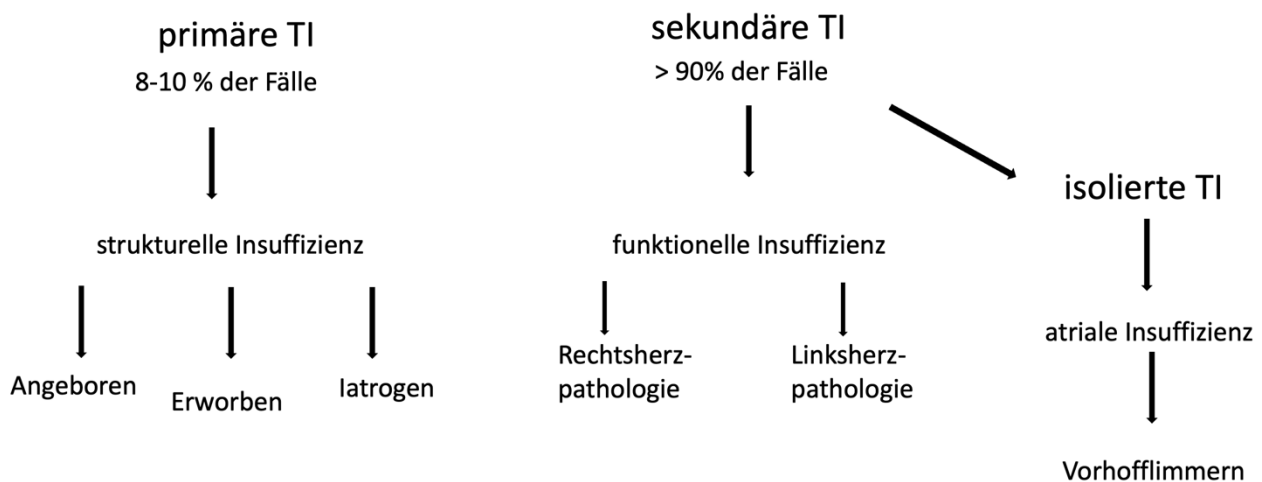 primäre TI
8-10 % der Fälle
strukturelle Insuffizienz
Angeboren
Erworben
Iatrogen
sekundäre TI
> 90% der Fälle
funktionelle Insuffizienz
Rechtsherz-
pathologie
Linksherz-
pathologie
isolierte TI
atriale Insuffizienz
Vorhofflimmern